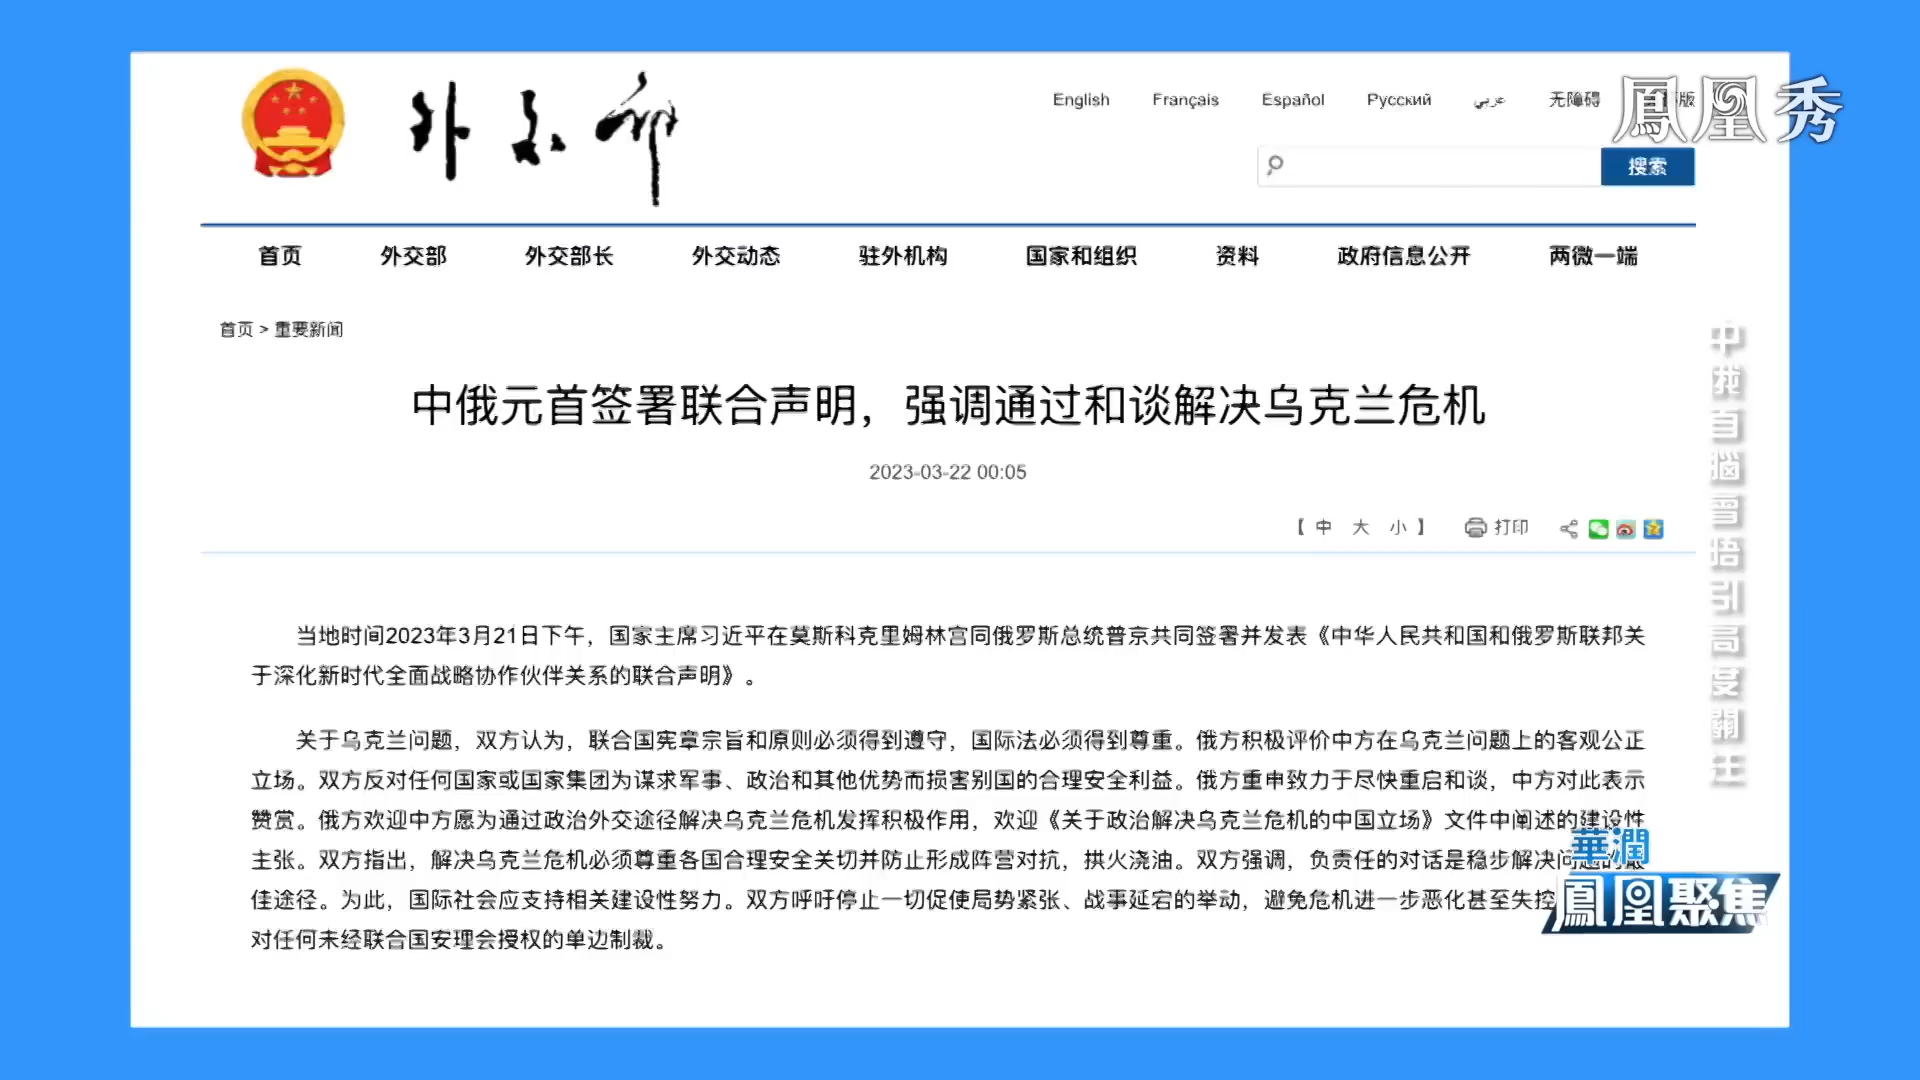 外交部
English Français Español Русский عربي 无障碍
鳳凰秀
搜索
首页 外交部 外交部长 外交动态 驻外机构 国家和组织 资料 政府信息公开 两微一端
首页 > 重要新闻
中俄元首签署联合声明，强调通过和谈解决乌克兰危机
2023-03-22 00:05
【 中 大 小 】 打印
当地时间2023年3月21日下午，国家主席习近平在莫斯科克里姆林宫同俄罗斯总统普京共同签署并发表《中华人民共和国和俄罗斯联邦关
于深化新时代全面战略协作伙伴关系的联合声明》。
关于乌克兰问题，双方认为，联合国宪章宗旨和原则必须得到遵守，国际法必须得到尊重。俄方积极评价中方在乌克兰问题上的客观公正
立场。双方反对任何国家或国家集团为谋求军事、政治和其他优势而损害别国的合理安全利益。俄方重申致力于尽快重启和谈，中方对此表示
赞赏。俄方欢迎中方愿为通过政治外交途径解决乌克兰危机发挥积极作用，欢迎《关于政治解决乌克兰危机的中国立场》文件中阐述的建设性
主张。双方指出，解决乌克兰危机必须尊重各国合理安全关切并防止形成阵营对抗，拱火浇油。双方强调，负责任的对话是稳步解决问题的最
佳途径。为此，国际社会应支持相关建设性努力。双方呼吁停止一切促使局势紧张、战事延宕的举动，避免危机进一步恶化甚至失控
对任何未经联合国安理会授权的单边制裁。
中俄首腦會晤引高度關注
華潤
鳳凰聚焦